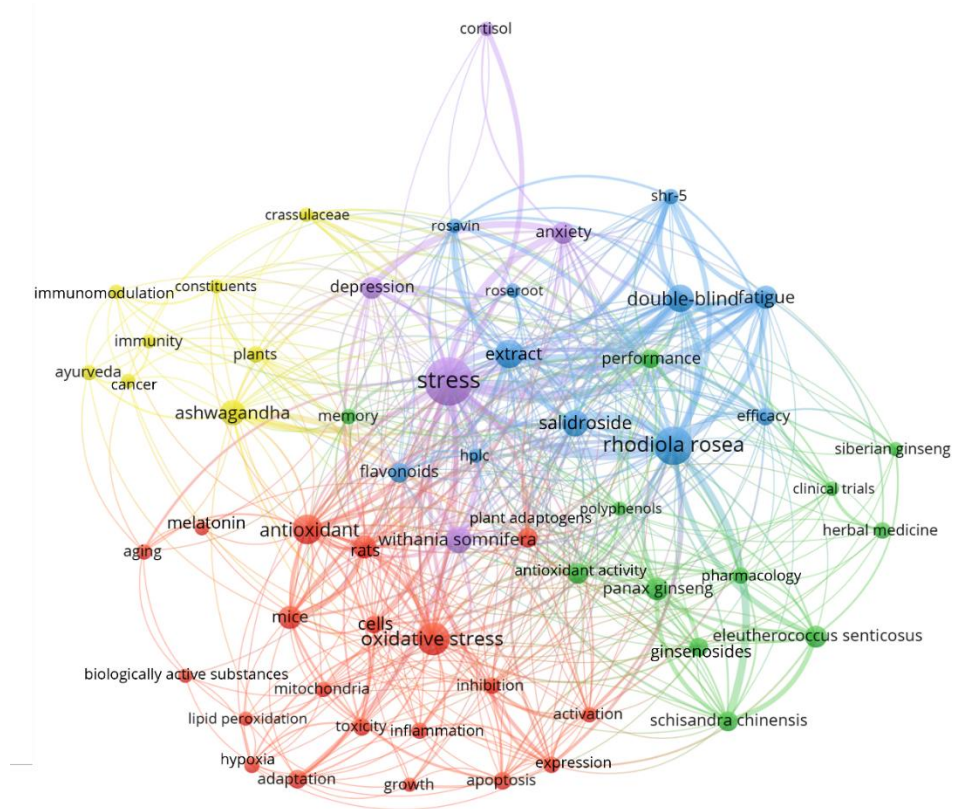 cortisol
shr-5
crassulaceae
rosavin
anxiety
immunomodulation
constituents
depression
roseroot
double-blind
fatigue
immunity
plants
extract
performance
ayurveda
cancer
stress
ashwagandha
memory
salidroside
efficacy
rhodiola rosea
siberian ginseng
flavonoids
hplc
clinical trials
melatonin
antioxidant
plant adaptogens
polyphenols
herbal medicine
aging
rats
withania somnifera
antioxidant activity
panax ginseng
pharmacology
mice
cells
oxidative stress
ginsenosides
eleutherococcus senticosus
biologically active substances
mitochondria
inhibition
lipid peroxidation
toxicity
inflammation
activation
schisandra chinensis
hypoxia
adaptation
growth
apoptosis
expression